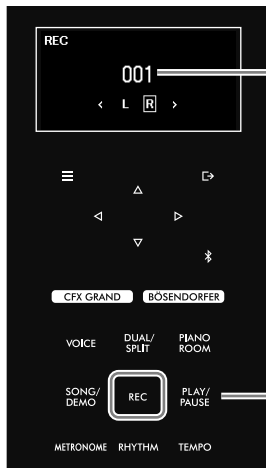 REC
001
< L R >
CFX GRAND BÖSENDORFER
VOICE DUAL/ SPLIT PIANO ROOM
SONG/ DEMO REC PLAY/ PAUSE
METRONOME RHYTHM TEMPO